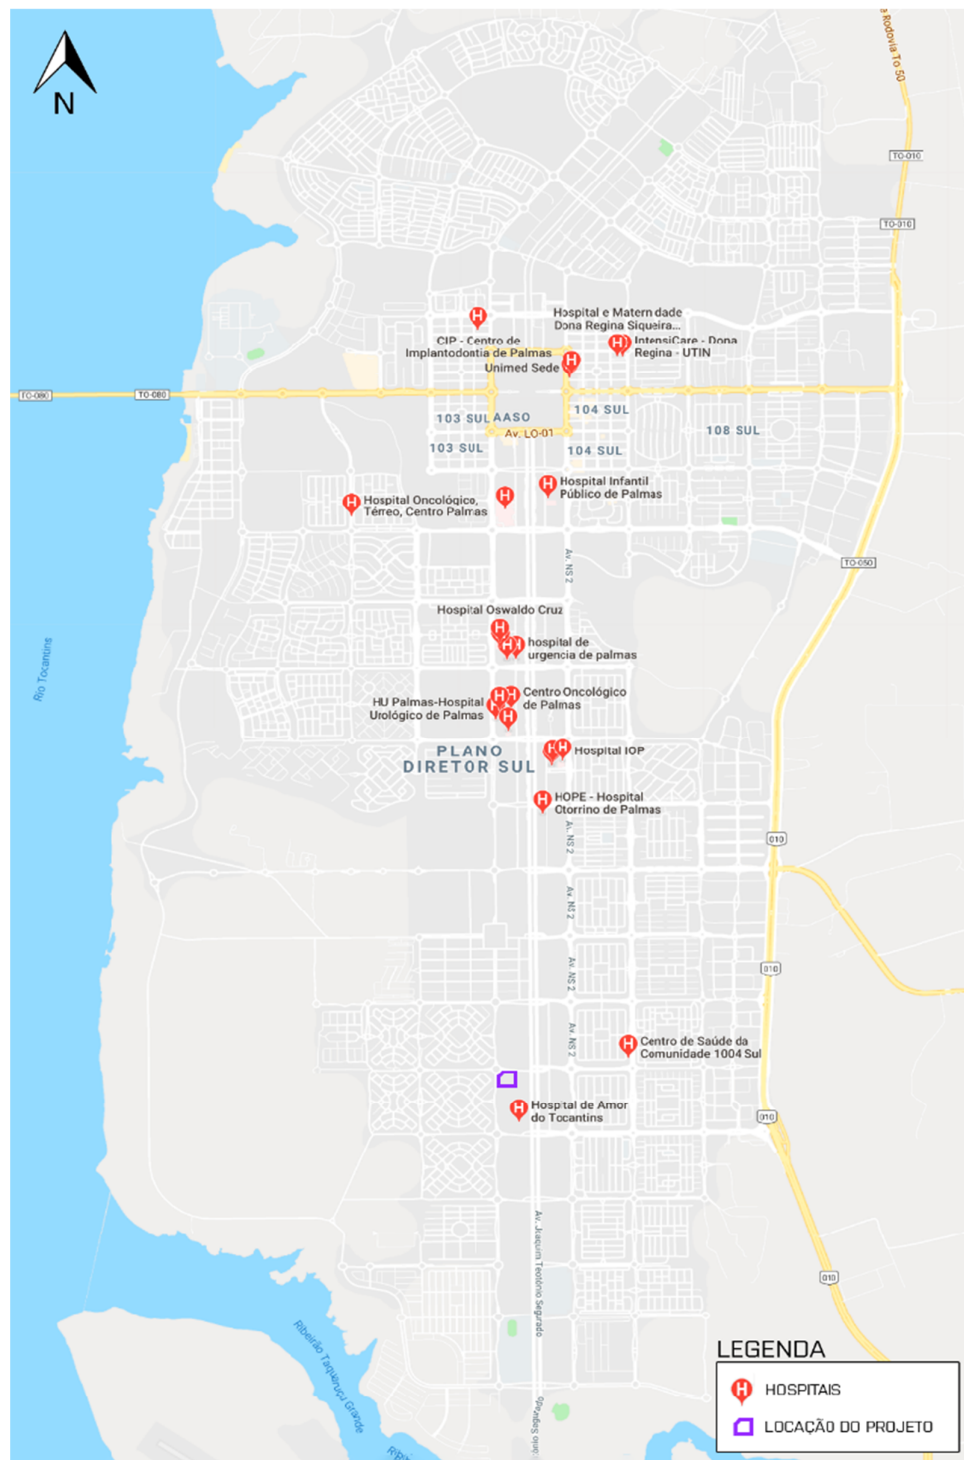 e Rodovia To 50
N
TO-010
TO-010
Hospital e Maternidade
Dona Regina Siqueira...
CIP - Centro de
Implantodontia de Palmas
IntensiCare - Dona
Regina - UTIN
Unimed Sede
TO-080
TO-080
103 SUL
AASO
104 SUL
Av. LO-01
108 SUL
103 SUL
104 SUL
Hospital Infantil
Público de Palmas
Hospital Oncológico,
Térreo, Centro Palmas
Av. NS 2
TO-050
Hospital Oswaldo Cruz
hospital de
urgencia de palmas
Rio Tocantins
Centro Oncológico
de Palmas
HU Palmas-Hospital
Urológico de Palmas
PLANO
DIRETOR SUL
Hospital IOP
HOPE - Hospital
Otorrino de Palmas
Av. NS 2
010
Av. NS 2
Av. NS 2
010
Av. NS 2
Centro de Saúde da
Comunidade 1004 Sul
Hospital de Amor
do Tocantins
010
Av. Joaquim Teotônio Segurado
010
Ribeirão Taquaruçu Grande
LEGENDA
H HOSPITAIS
LOCAÇÃO DO PROJETO